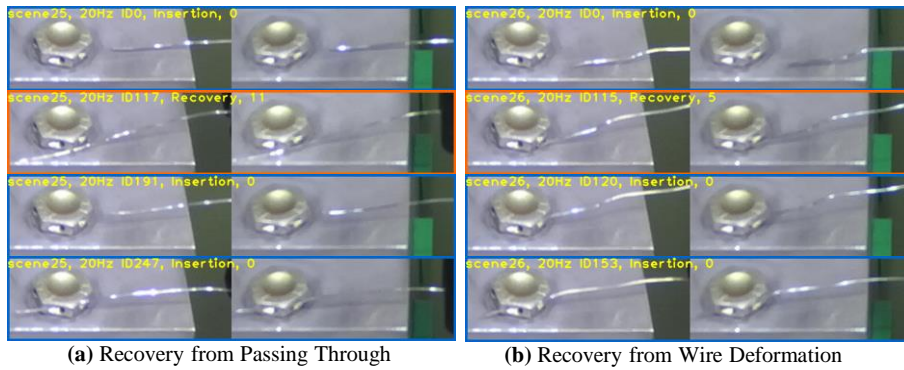 scene25, 20Hz ID0, Insertion, 0
scene25, 20Hz ID117, Recovery, 11
scene25, 20Hz ID191, Insertion, 0
scene25, 20Hz ID247, Insertion, 0
(a) Recovery from Passing Through
scene26, 20Hz ID0, Insertion, 0
scene26, 20Hz ID115, Recovery, 5
scene26, 20Hz ID120, Insertion, 0
scene26, 20Hz ID153, Insertion, 0
(b) Recovery from Wire Deformation